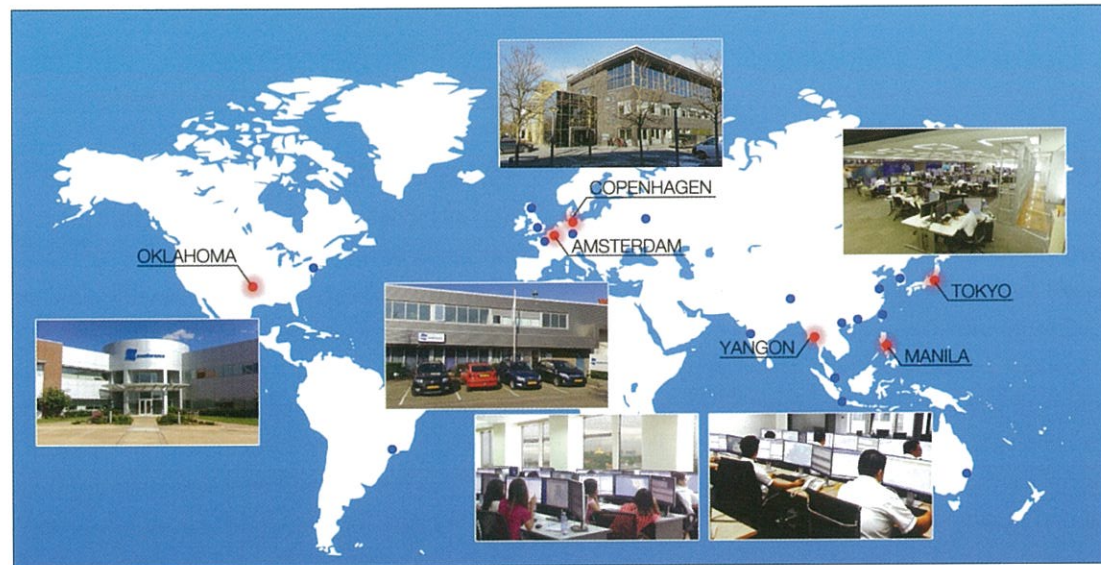 COPENHAGEN
AMSTERDAM
OKLAHOMA
TOKYO
YANGON
MANILA